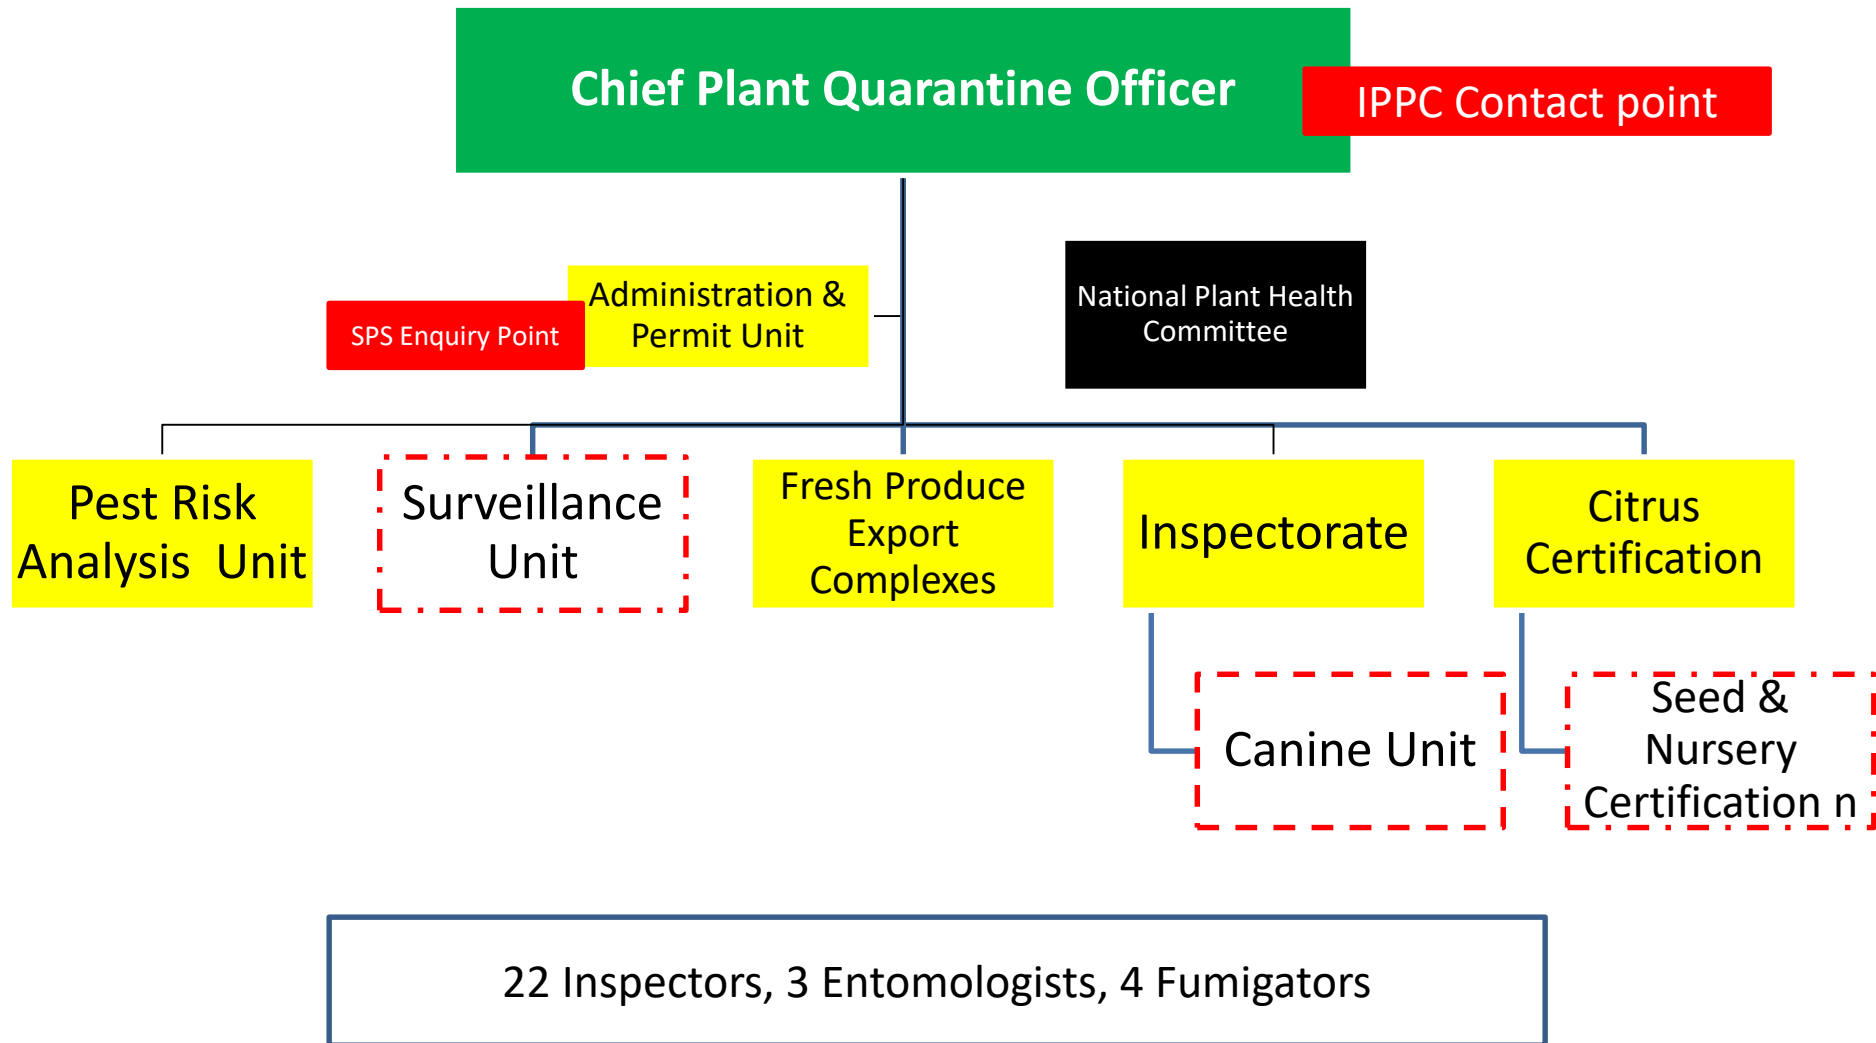 Chief Plant Quarantine Officer
IPPC Contact point
Administration &
Permit Unit
SPS Enquiry Point
National Plant Health
Committee
Pest Risk
Analysis  Unit
Surveillance
Unit
Fresh Produce
Export
Complexes
Inspectorate
Citrus
Certification
Canine Unit
Seed &
Nursery
Certification n
22 Inspectors, 3 Entomologists, 4 Fumigators